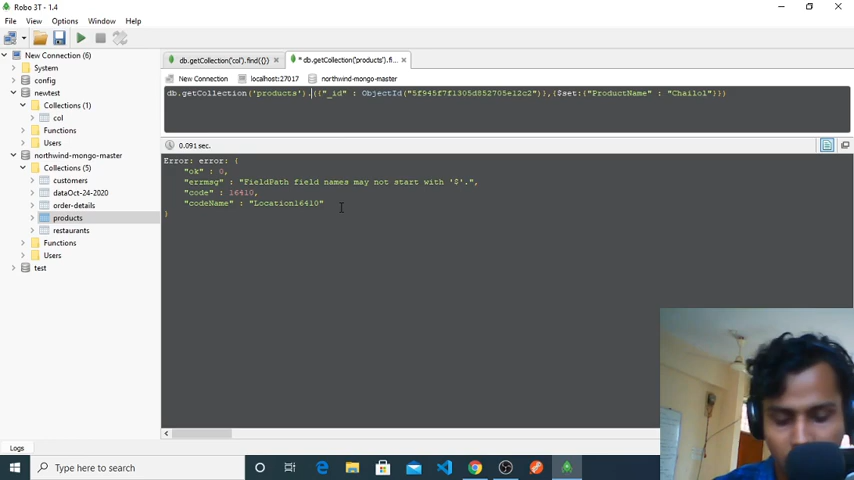 Robo 3T - 1.4
File View Options Window Help
New Connection (6)
System
config
newtest
Collections (1)
col
Functions
Users
northwind-mongo-master
Collections (5)
customers
dataOct-24-2020
order-details
products
restaurants
Functions
Users
test
Logs
db.getCollection('col').find({})
* db.getCollection('products').fi...
New Connection localhost:27017 northwind-mongo-master
db.getCollection('products').({"_id" : ObjectId("5f945f7f1305d852705e12c2")},{$set:{"ProductName" : "Chai101"}})
0.091 sec.
Error: error: {
"ok" : 0,
"errmsg" : "FieldPath field names may not start with '$'.",
"code" : 16410,
"codeName" : "Location16410"
}
Type here to search